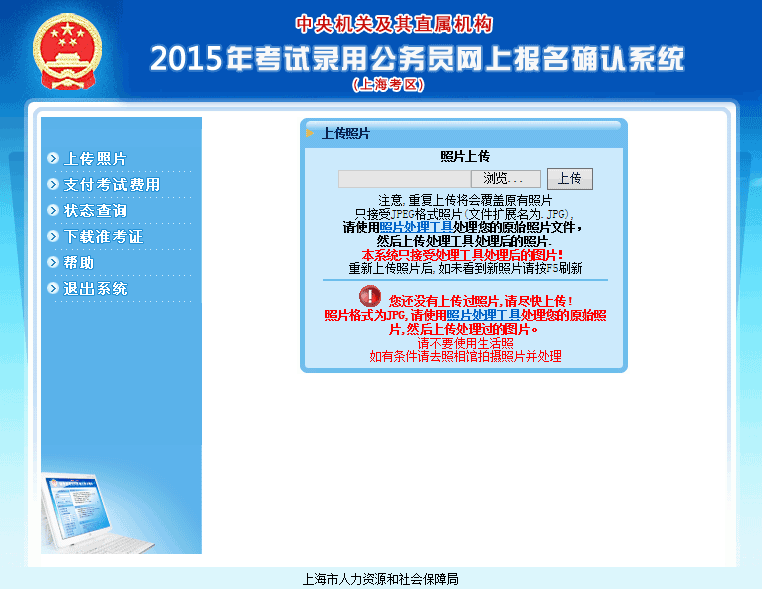 中央机关及其直属机构
2015年考试录用公务员网上报名确认系统
(上海考区)
上传照片
支付考试费用
状态查询
下载准考证
帮助
退出系统
上传照片
照片上传
浏览... 上传
注意,重复上传将会覆盖原有照片
只接受JPEG格式照片(文件扩展名为.JPG),
请使用照片处理工具处理您的原始照片文件,
然后上传处理工具处理后的照片.
本系统只接受处理工具处理后的图片!
重新上传照片后,如未看到新照片请按F5刷新
您还没有上传过照片,请尽快上传!
照片格式为JPG,请使用照片处理工具处理您的原始照
片,然后上传处理过的图片。
请不要使用生活照
如有条件请去照相馆拍摄照片并处理
上海市人力资源和社会保障局